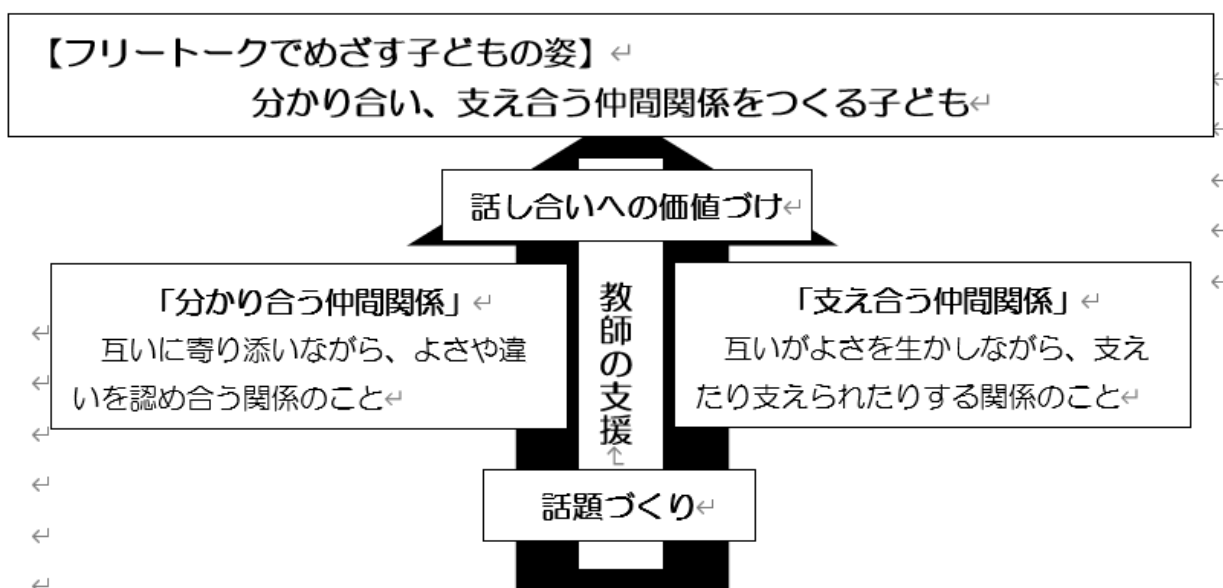 【フリートークでめざす子どもの姿】
分かり合い、支え合う仲間関係をつくる子ども
話し合いへの価値づけ
「分かり合う仲間関係」
互いに寄り添いながら、よさや違
いを認め合う関係のこと
教師の支援
「支え合う仲間関係」
互いがよさを生かしながら、支え
たり支えられたりする関係のこと
話題づくり